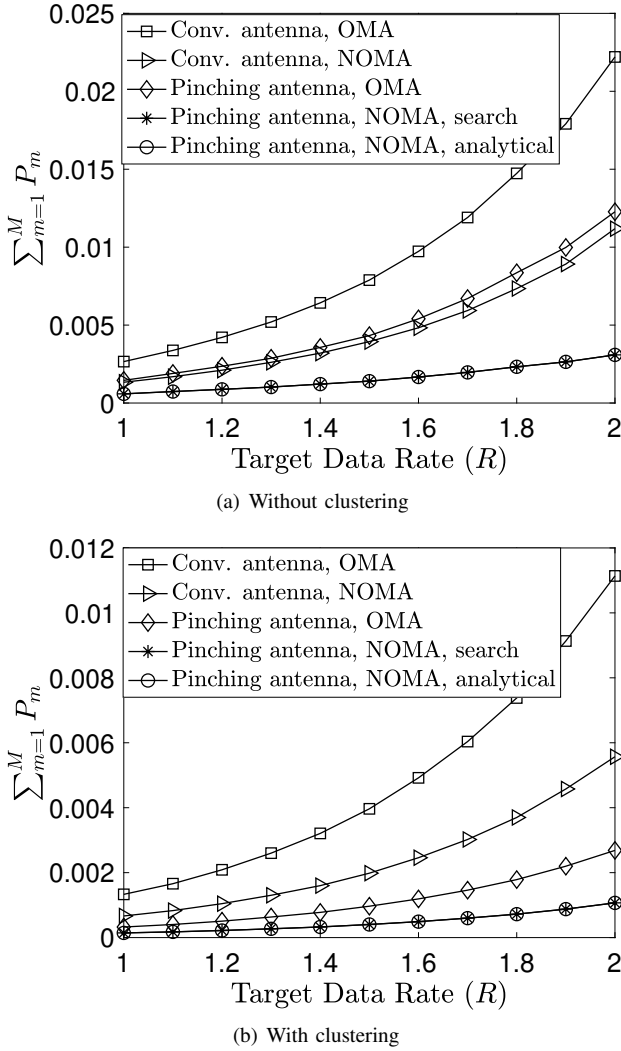 0.025
0.02
0.015
0.01
0.005
0
∑_{m=1}^{M} P_m
Conv. antenna, OMA
Conv. antenna, NOMA
Pinching antenna, OMA
Pinching antenna, NOMA, search
Pinching antenna, NOMA, analytical
1 1.2 1.4 1.6 1.8 2
Target Data Rate (R)
(a) Without clustering
0.012
0.01
0.008
0.006
0.004
0.002
0
∑_{m=1}^{M} P_m
Conv. antenna, OMA
Conv. antenna, NOMA
Pinching antenna, OMA
Pinching antenna, NOMA, search
Pinching antenna, NOMA, analytical
1 1.2 1.4 1.6 1.8 2
Target Data Rate (R)
(b) With clustering